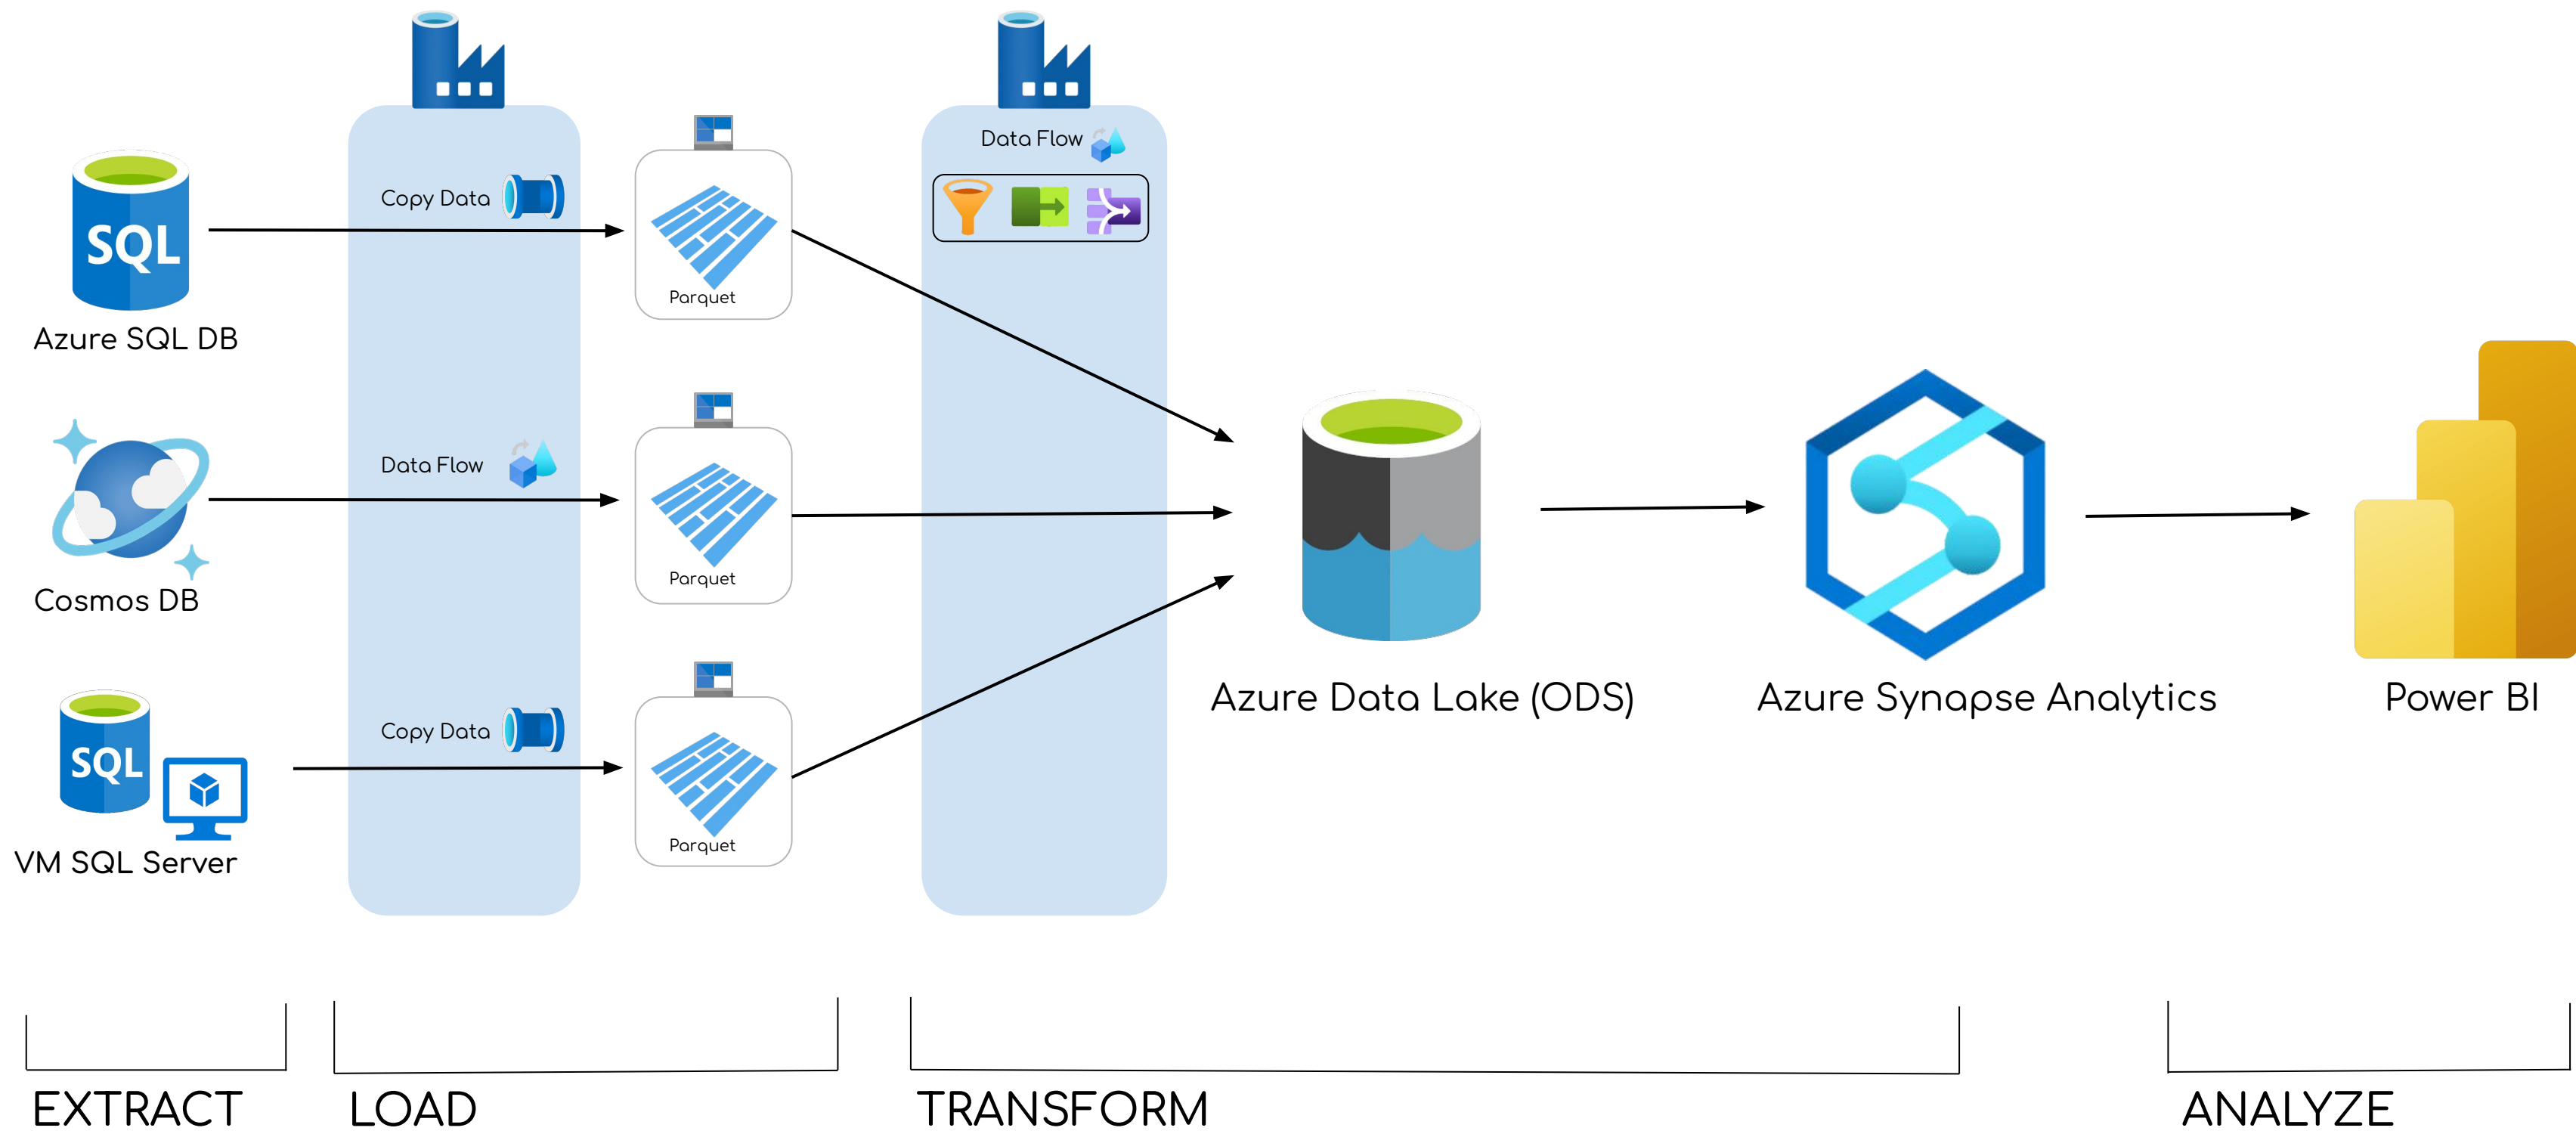 Data Flow
Copy Data
SQL
Parquet
Azure SQL DB
Data Flow
Parquet
Cosmos DB
Azure Data Lake (ODS)
Azure Synapse Analytics
Power BI
Copy Data
SQL
Parquet
VM SQL Server
EXTRACT
LOAD
TRANSFORM
ANALYZE